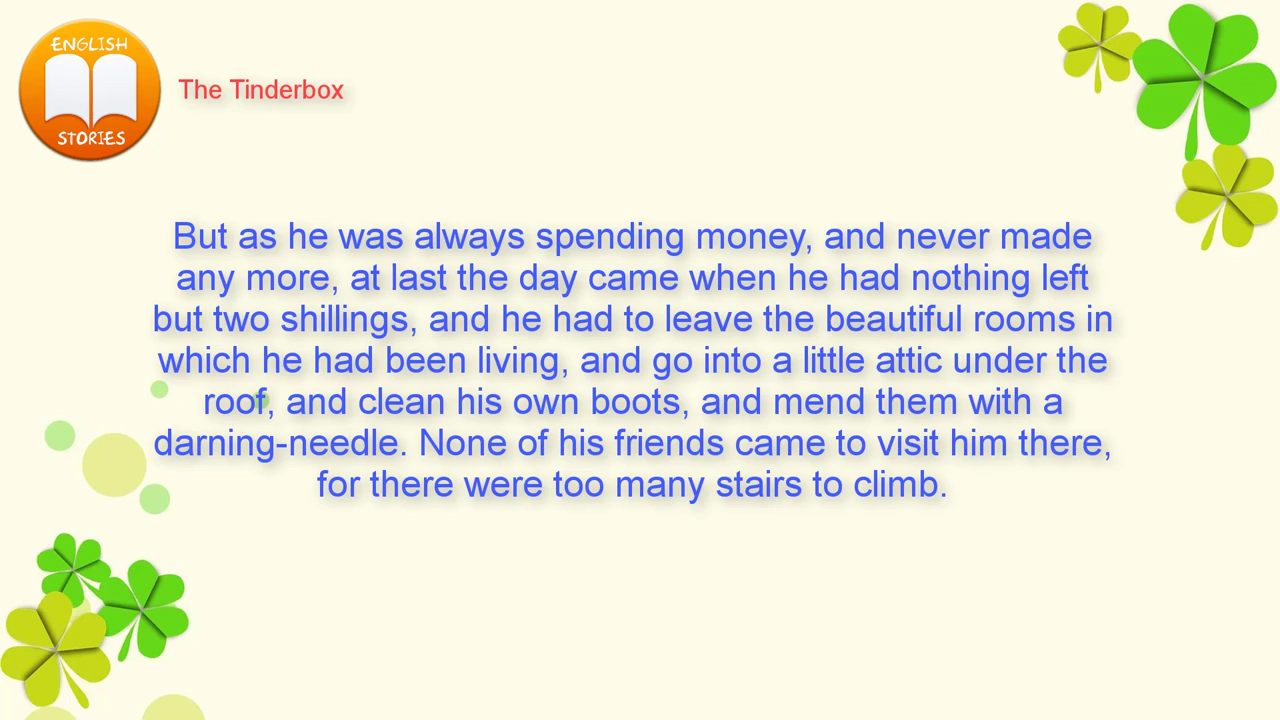 ENGLISH
STORIES
The Tinderbox
But as he was always spending money, and never made
any more, at last the day came when he had nothing left
but two shillings, and he had to leave the beautiful rooms in
which he had been living, and go into a little attic under the
roof, and clean his own boots, and mend them with a
darning-needle. None of his friends came to visit him there,
for there were too many stairs to climb.